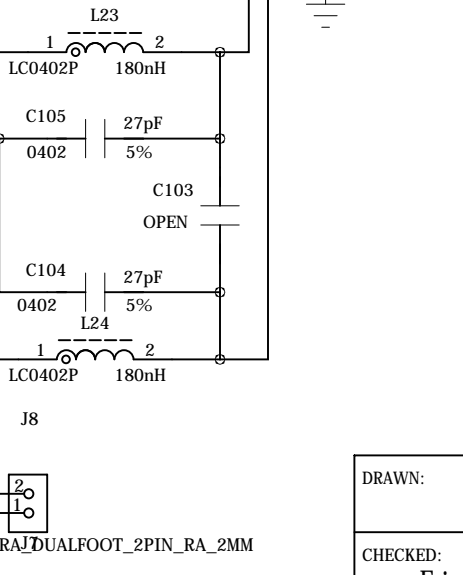 L23
1 2
LC0402P 180nH
C105 27pF
0402 5%
C103
OPEN
C104 27pF
0402 5%
L24
1 2
LC0402P 180nH
J8
DRAWN:
2
1
J7
RA_DUALFOOT_2PIN_RA_2MM
CHECKED: